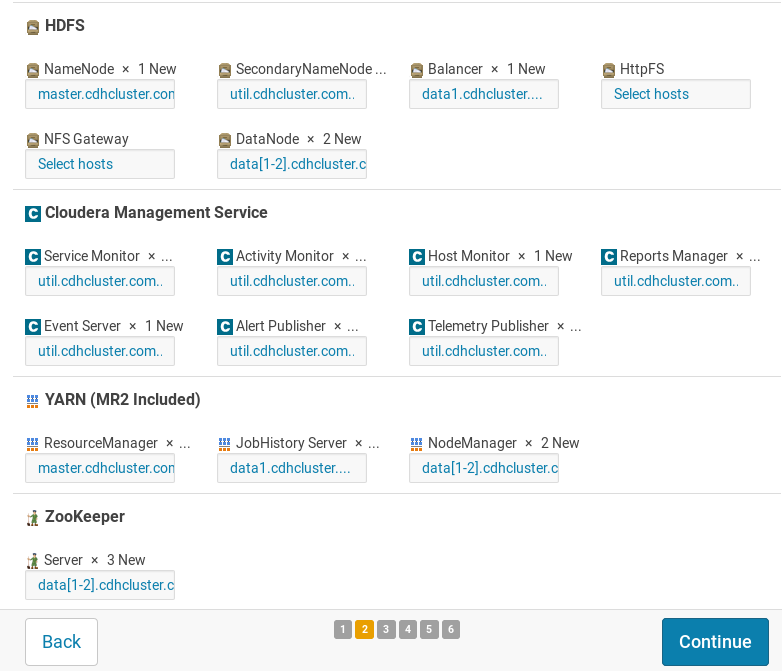 HDFS
NameNode × 1 New
SecondaryNameNode ...
Balancer × 1 New
HttpFS
master.cdhcluster.con
util.cdhcluster.com..
data1.cdhcluster....
Select hosts
NFS Gateway
DataNode × 2 New
Select hosts
data[1-2].cdhcluster.c
C Cloudera Management Service
C Service Monitor × ...
C Activity Monitor × ...
C Host Monitor × 1 New
C Reports Manager × ...
util.cdhcluster.com..
util.cdhcluster.com..
util.cdhcluster.com..
util.cdhcluster.com..
C Event Server × 1 New
C Alert Publisher × ...
C Telemetry Publisher × ...
util.cdhcluster.com..
util.cdhcluster.com..
util.cdhcluster.com..
YARN (MR2 Included)
ResourceManager × ...
JobHistory Server × ...
NodeManager × 2 New
master.cdhcluster.con
data1.cdhcluster....
data[1-2].cdhcluster.c
ZooKeeper
Server × 3 New
data[1-2].cdhcluster.c
Back
1 2 3 4 5 6
Continue